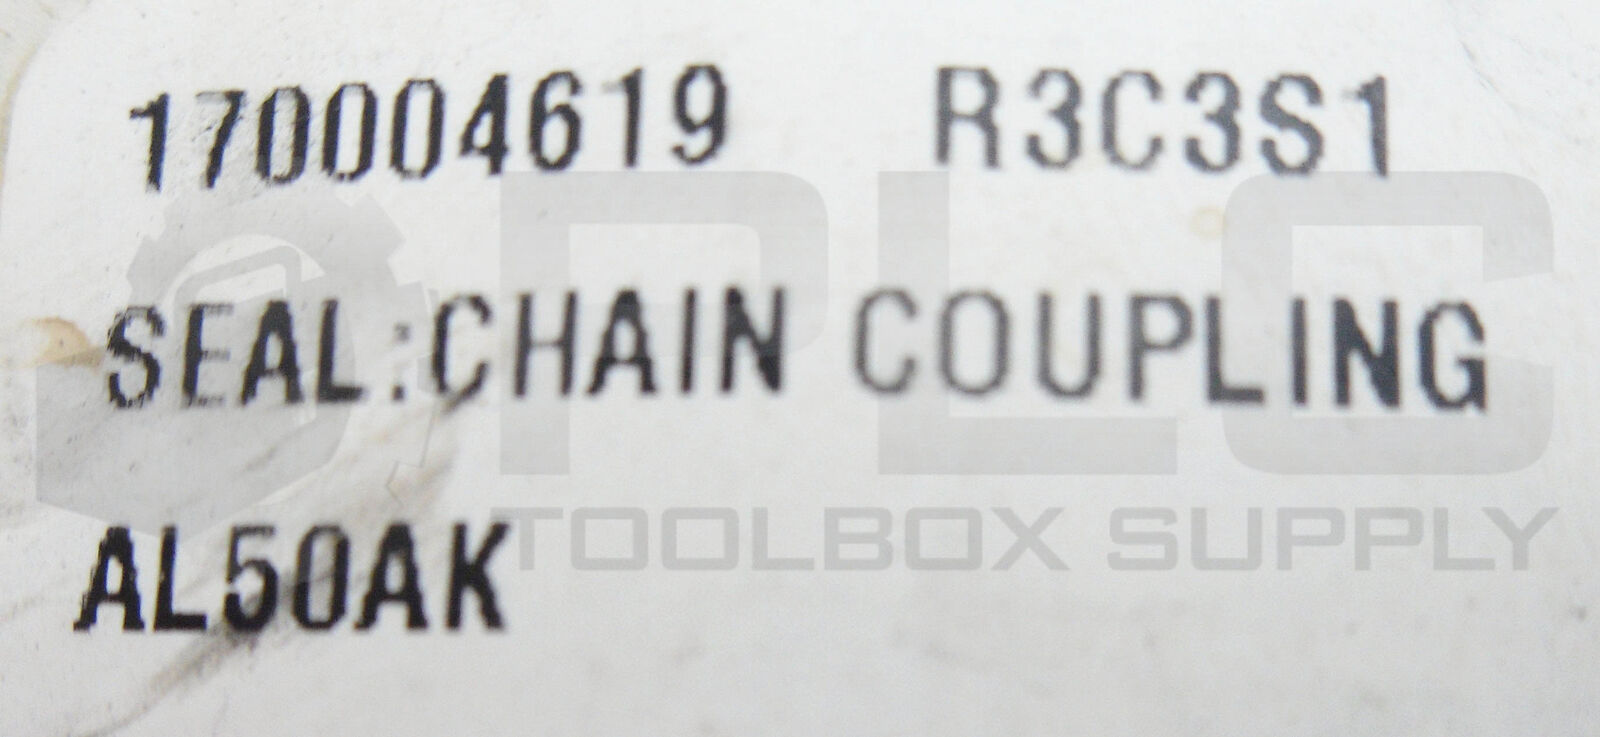 170004619 R3C3S1
SEAL:CHAIN COUPLING
AL50AK
PLC
TOOLBOX SUPPLY